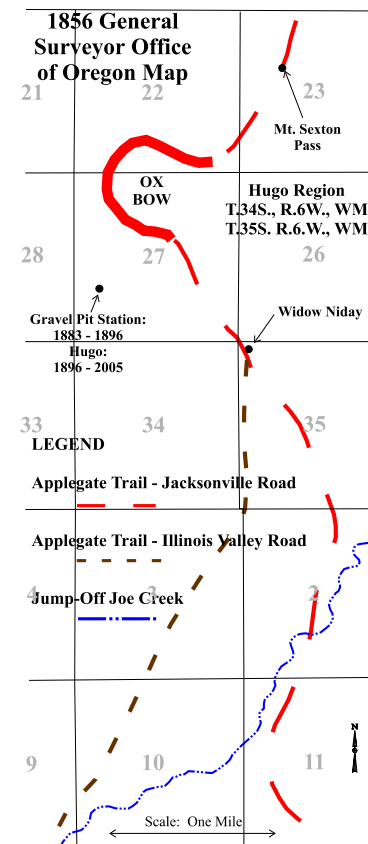 1856 General
Surveyor Office
of Oregon Map
21
22
23
Mt. Sexton
Pass
OX
BOW
Hugo Region
T.34S., R.6W., WM
T.35S. R.6.W., WM
28
27
26
Gravel Pit Station:
1883 - 1896
Hugo:
1896 - 2005
Widow Niday
33
34
35
LEGEND
Applegate Trail - Jacksonville Road
Applegate Trail - Illinois Valley Road
4
3
2
Jump-Off Joe Creek
9
10
11
N
Scale: One Mile